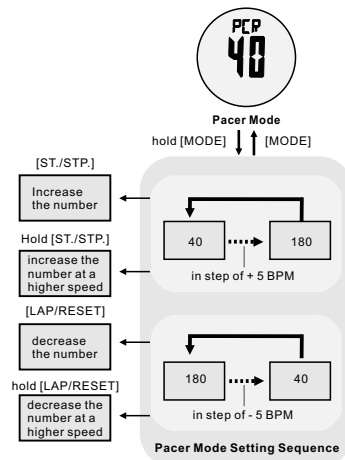 PCR
40
Pacer Mode
hold [MODE] [MODE]
[ST./STP.]
Increase
the number
Hold [ST./STP.]
increase the
number at a
higher speed
40 180
in step of + 5 BPM
[LAP/RESET]
decrease
the number
hold [LAP/RESET]
decrease the
number at a
higher speed
180 40
in step of - 5 BPM
Pacer Mode Setting Sequence